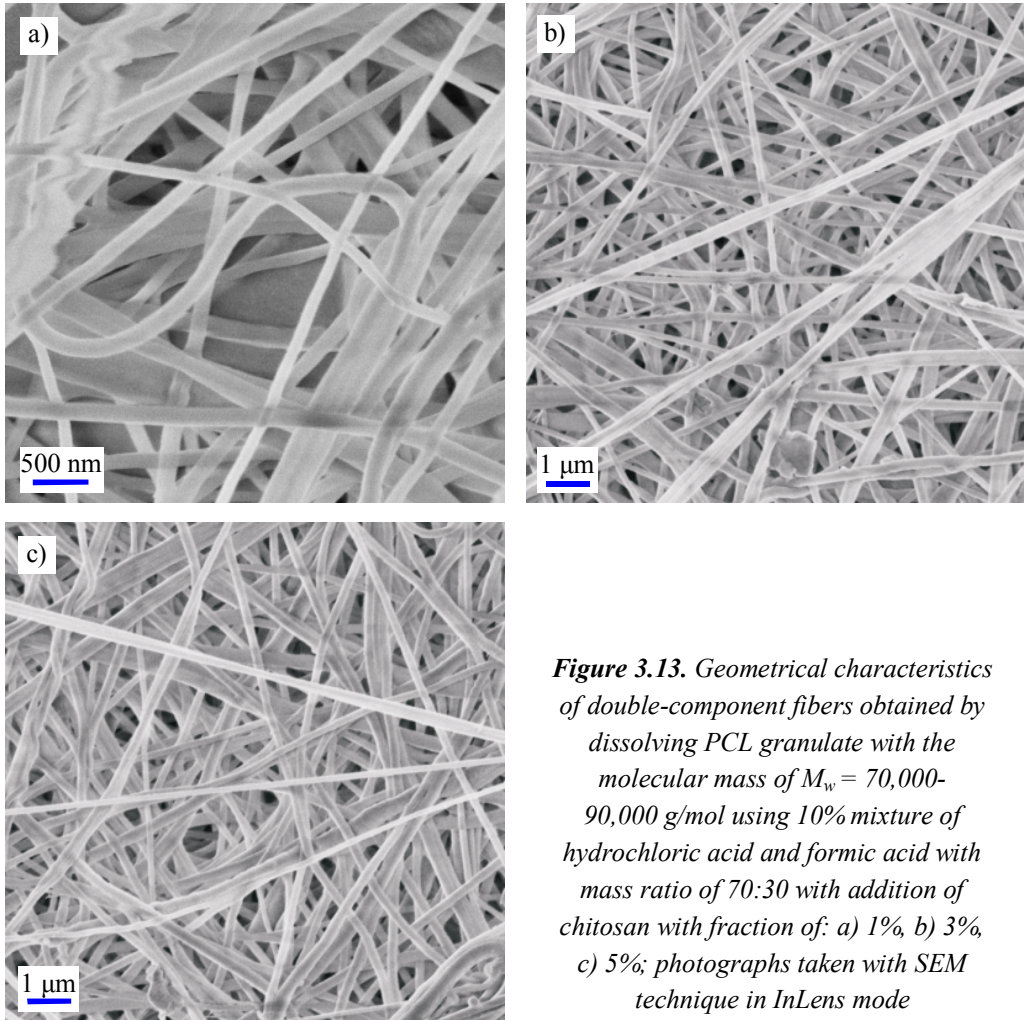 a)
500 nm
b)
1 μm
c)
1 μm
Figure 3.13. Geometrical characteristics
of double-component fibers obtained by
dissolving PCL granulate with the
molecular mass of Mw = 70,000-
90,000 g/mol using 10% mixture of
hydrochloric acid and formic acid with
mass ratio of 70:30 with addition of
chitosan with fraction of: a) 1%, b) 3%,
c) 5%; photographs taken with SEM
technique in InLens mode